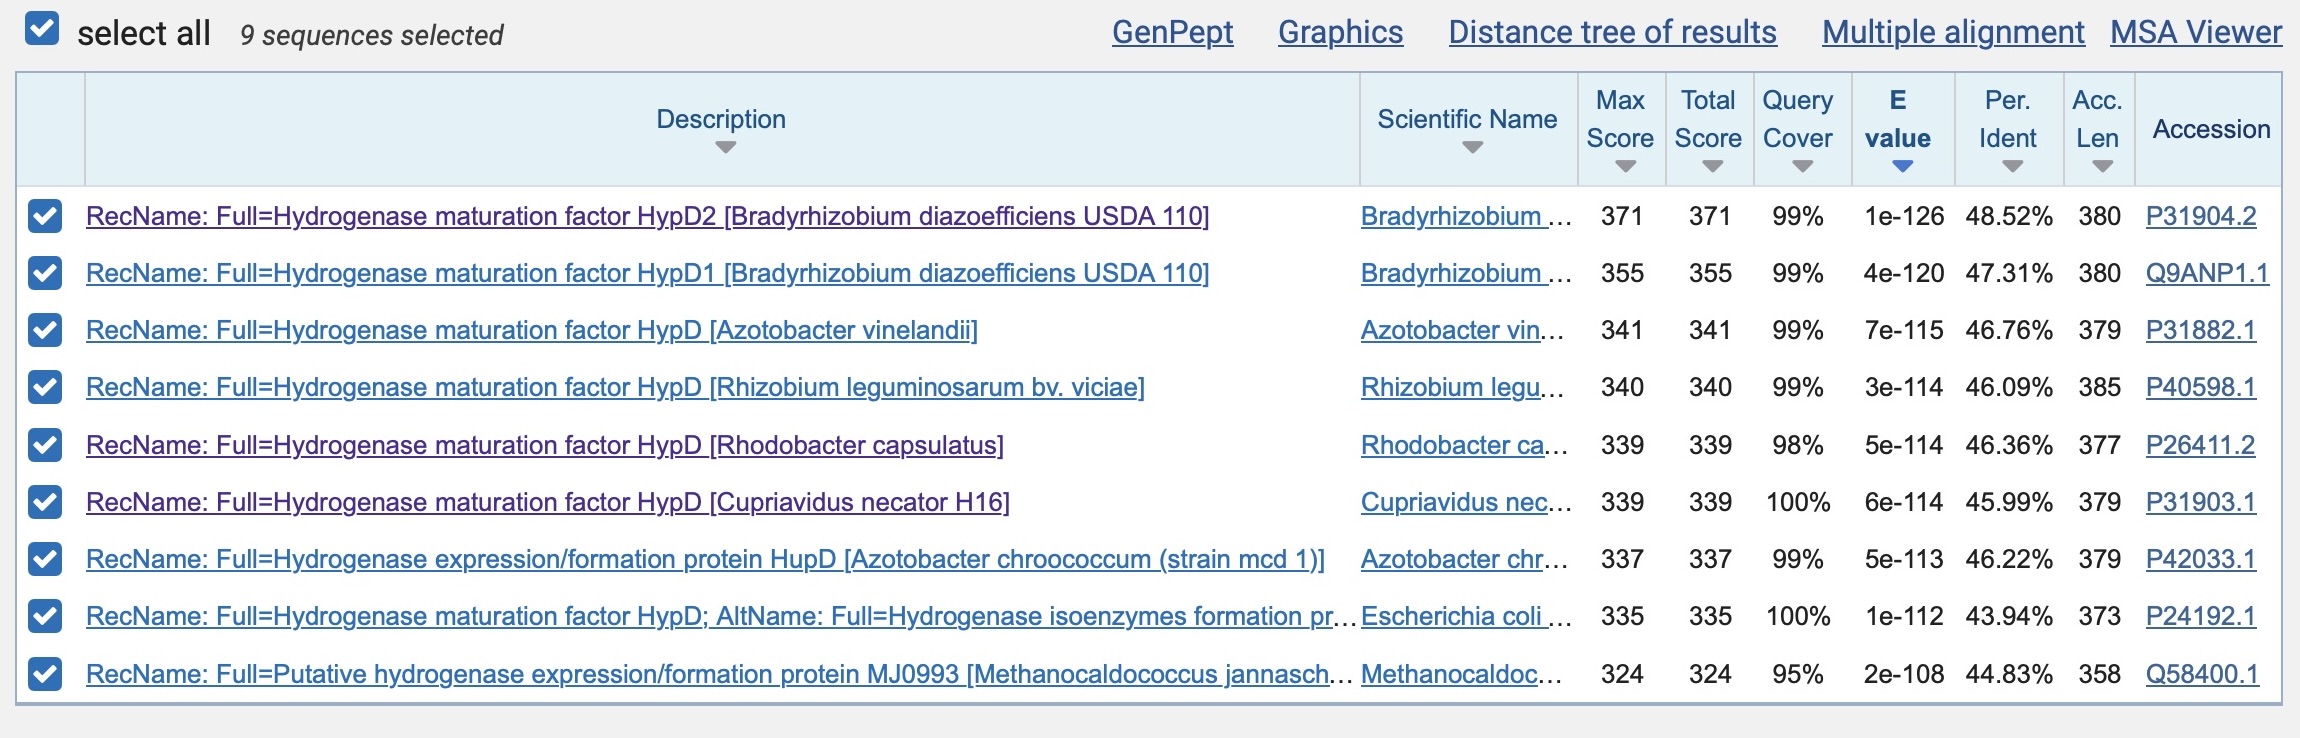 select all 9 sequences selected GenPept Graphics Distance tree of results Multiple alignment MSA Viewer
Description Scientific Name Max Score Total Score Query Cover E value Per. Ident Acc. Len Accession
RecName: Full=Hydrogenase maturation factor HypD2 [Bradyrhizobium diazoefficiens USDA 110] Bradyrhizobium ... 371 371 99% 1e-126 48.52% 380 P31904.2
RecName: Full=Hydrogenase maturation factor HypD1 [Bradyrhizobium diazoefficiens USDA 110] Bradyrhizobium ... 355 355 99% 4e-120 47.31% 380 Q9ANP1.1
RecName: Full=Hydrogenase maturation factor HypD [Azotobacter vinelandii] Azotobacter vin... 341 341 99% 7e-115 46.76% 379 P31882.1
RecName: Full=Hydrogenase maturation factor HypD [Rhizobium leguminosarum bv. viciae] Rhizobium legu... 340 340 99% 3e-114 46.09% 385 P40598.1
RecName: Full=Hydrogenase maturation factor HypD [Rhodobacter capsulatus] Rhodobacter ca... 339 339 98% 5e-114 46.36% 377 P26411.2
RecName: Full=Hydrogenase maturation factor HypD [Cupriavidus necator H16] Cupriavidus nec... 339 339 100% 6e-114 45.99% 379 P31903.1
RecName: Full=Hydrogenase expression/formation protein HupD [Azotobacter chroococcum (strain mcd 1)] Azotobacter chr... 337 337 99% 5e-113 46.22% 379 P42033.1
RecName: Full=Hydrogenase maturation factor HypD; AltName: Full=Hydrogenase isoenzymes formation pr... Escherichia coli ... 335 335 100% 1e-112 43.94% 373 P24192.1
RecName: Full=Putative hydrogenase expression/formation protein MJ0993 [Methanocaldococcus jannasch... Methanocaldoc... 324 324 95% 2e-108 44.83% 358 Q58400.1